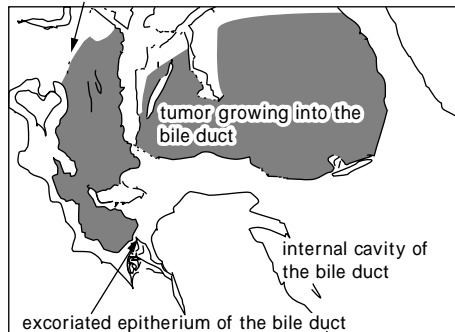 tumor growing into the
bile duct
internal cavity of
the bile duct
excoriated epitherium of the bile duct